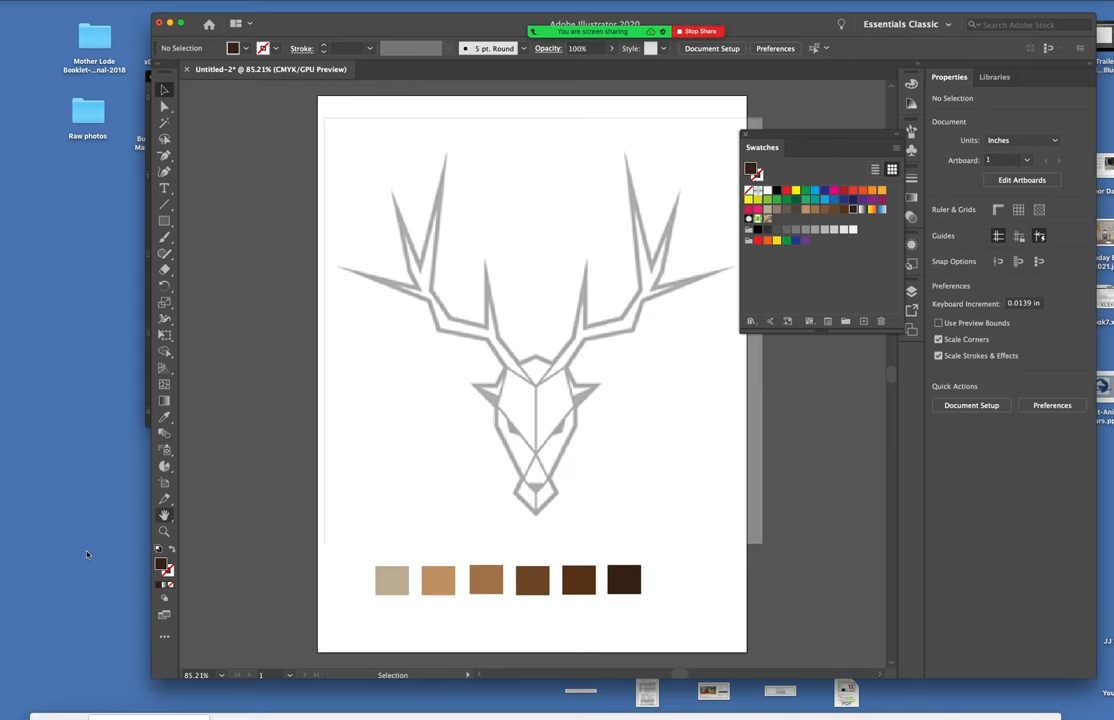 Adobe Illustrator 2020
You are screen sharing
Stop Share
Essentials Classic
Search Adobe Stock
No Selection
Stroke:
5 pt. Round
Opacity: 100%
Style:
Document Setup
Preferences
Untitled-2* @ 85.21% (CMYK/GPU Preview)
Mother Lode
Booklet-...nal-2018
Raw photos
Swatches
Properties
Libraries
No Selection
Document
Units: Inches
Artboard: 1
Edit Artboards
Ruler & Grids
Guides
Snap Options
Preferences
Keyboard Increment: 0.0139 in
Use Preview Bounds
Scale Corners
Scale Strokes & Effects
Quick Actions
Document Setup
Preferences
85.21%
1
Selection
PDF